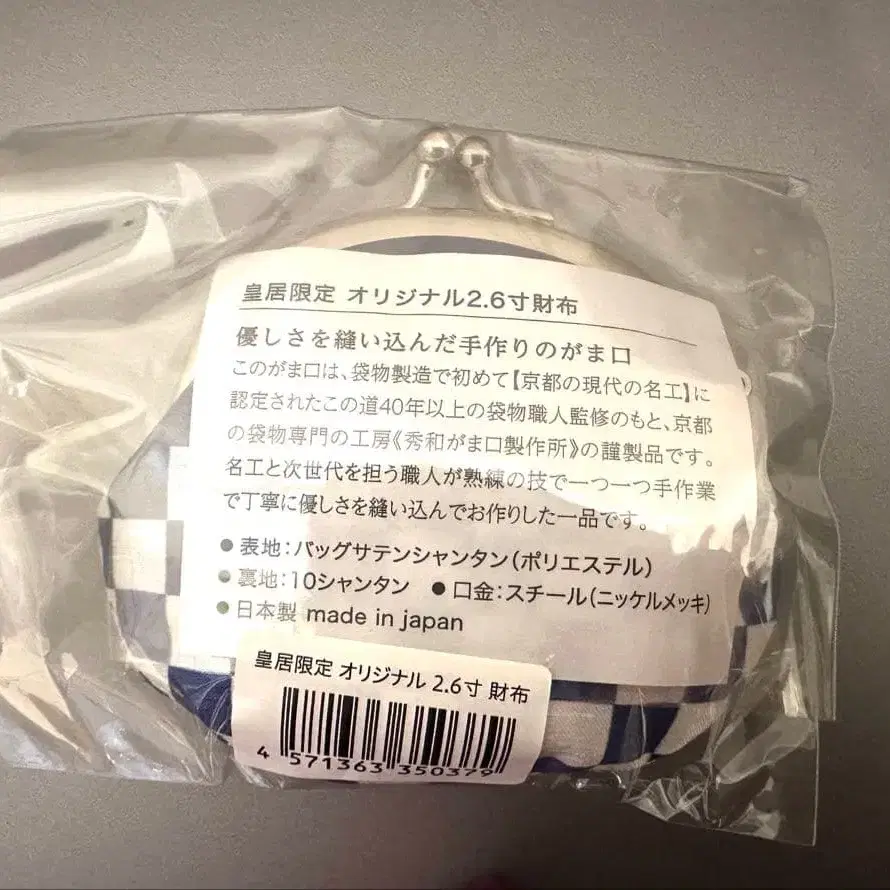 皇居限定 オリジナル2.6寸財布
優しさを縫い込んだ手作りのがま口
このがま口は、袋物製造で初めて【京都の現代の名工】に
認定されたこの道40年以上の袋物職人監修のもと、京都
の袋物専門の工房《秀和がま口製作所》の謹製品です。
名工と次世代を担う職人が熟練の技で一つ一つ手作業
で丁寧に優しさを縫い込んでお作りした一品です。
● 表地：バッグサテンシャンタン（ポリエステル）
● 裏地：10シャンタン ● 口金：スチール（ニッケルメッキ）
● 日本製 made in japan
皇居限定 オリジナル 2.6寸 財布
4 571363 350379